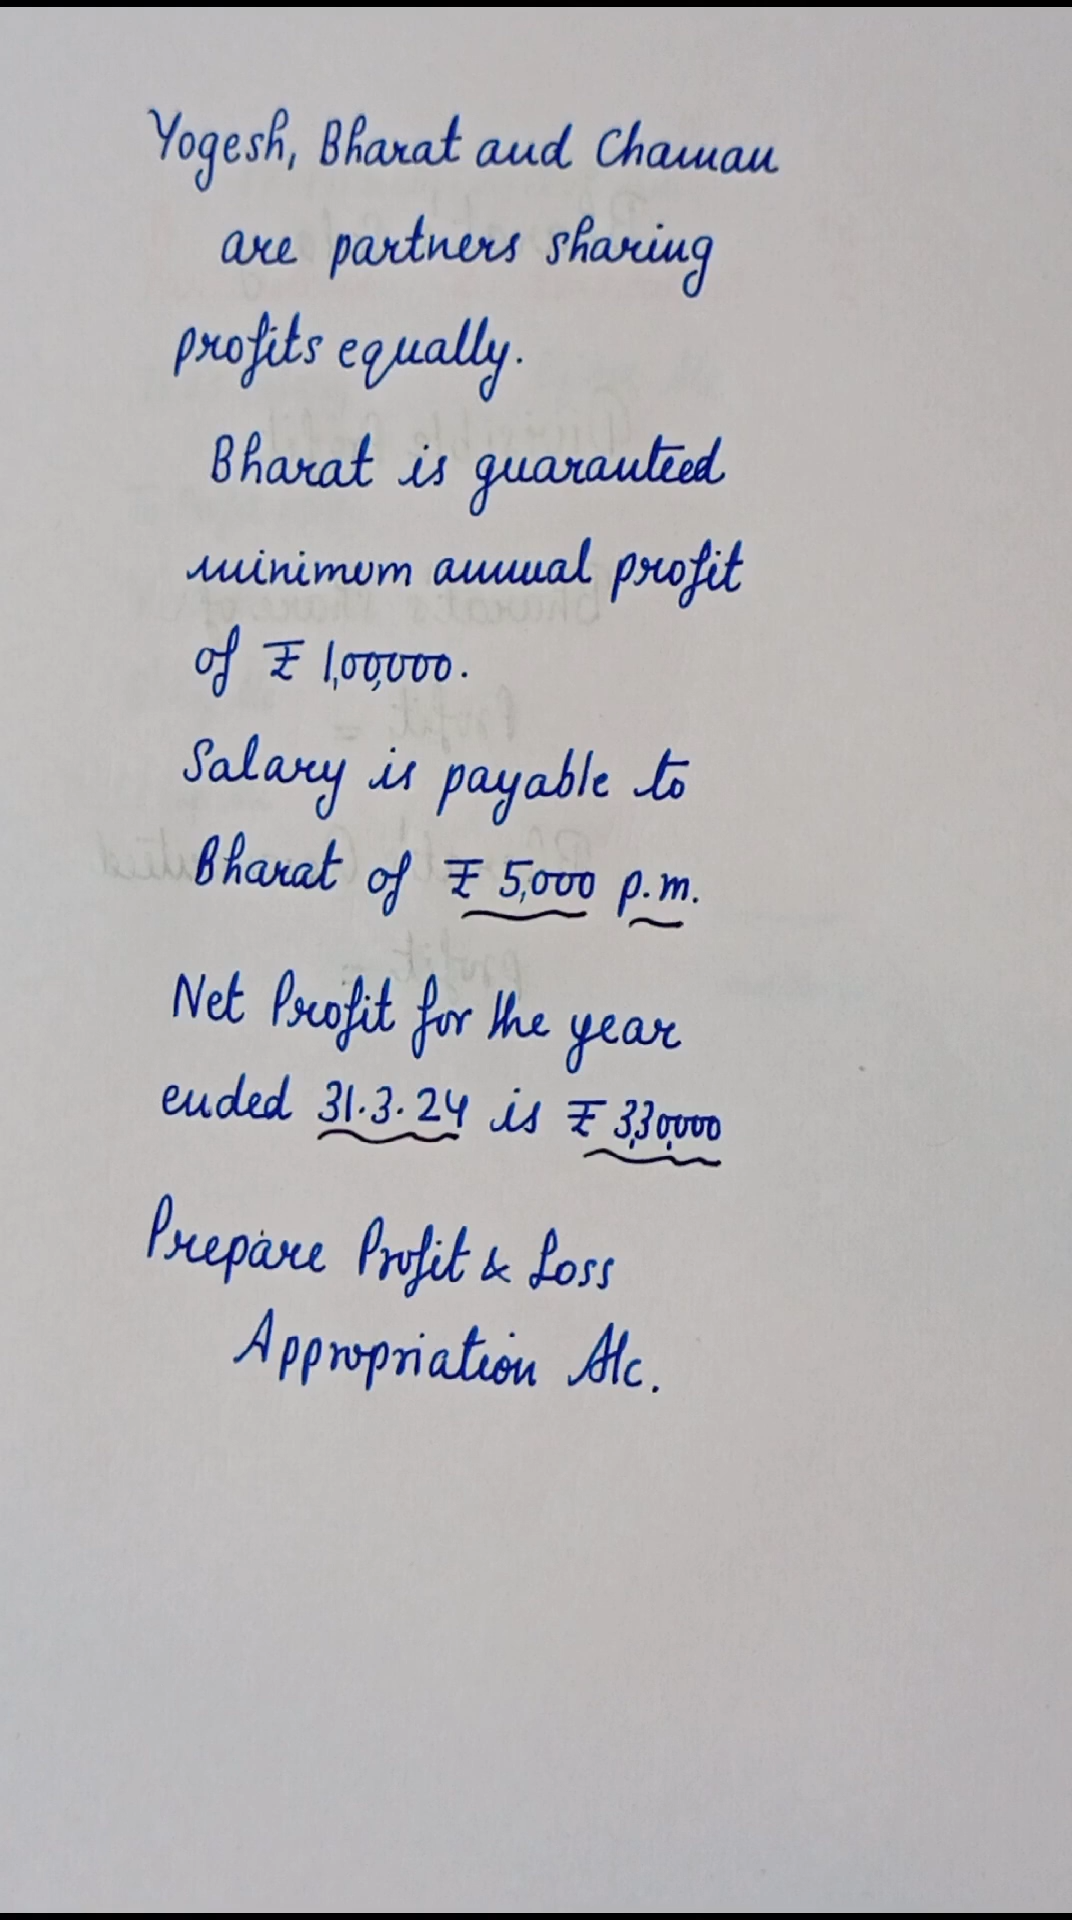 Yogesh, Bharat and Chaman
are partners sharing
profits equally.
Bharat is guaranteed
minimum annual profit
of ₹ 1,00,000.
Salary is payable to
Bharat of ₹ 5,000 p.m.
Net Profit for the year
ended 31.3.24 is ₹ 3,30,000
Prepare Profit & Loss
Appropriation A/c.